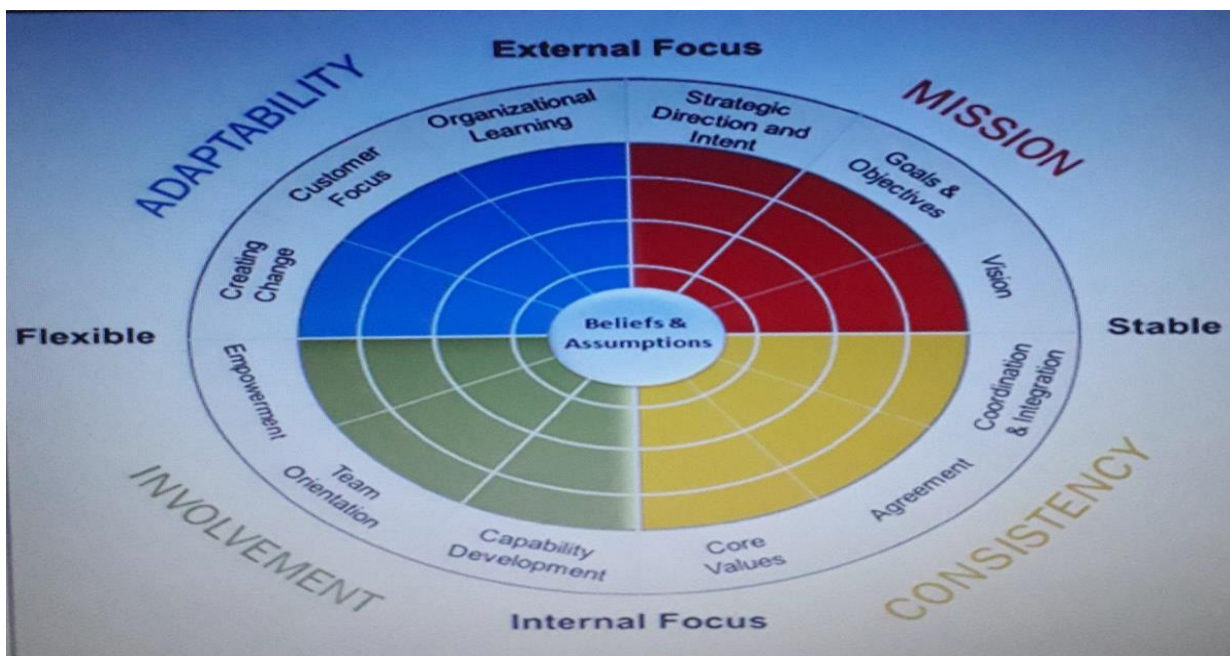 External Focus
ADAPTABILITY
MISSION
Organizational
Learning
Strategic
Direction and
Intent
Customer
Focus
Goals &
Objectives
Creating
Change
Vision
Flexible
Beliefs &
Assumptions
Stable
Empowerment
Coordination
& Integration
Team
Orientation
Agreement
Capability
Development
Core
Values
INVOLVEMENT
CONSISTENCY
Internal Focus